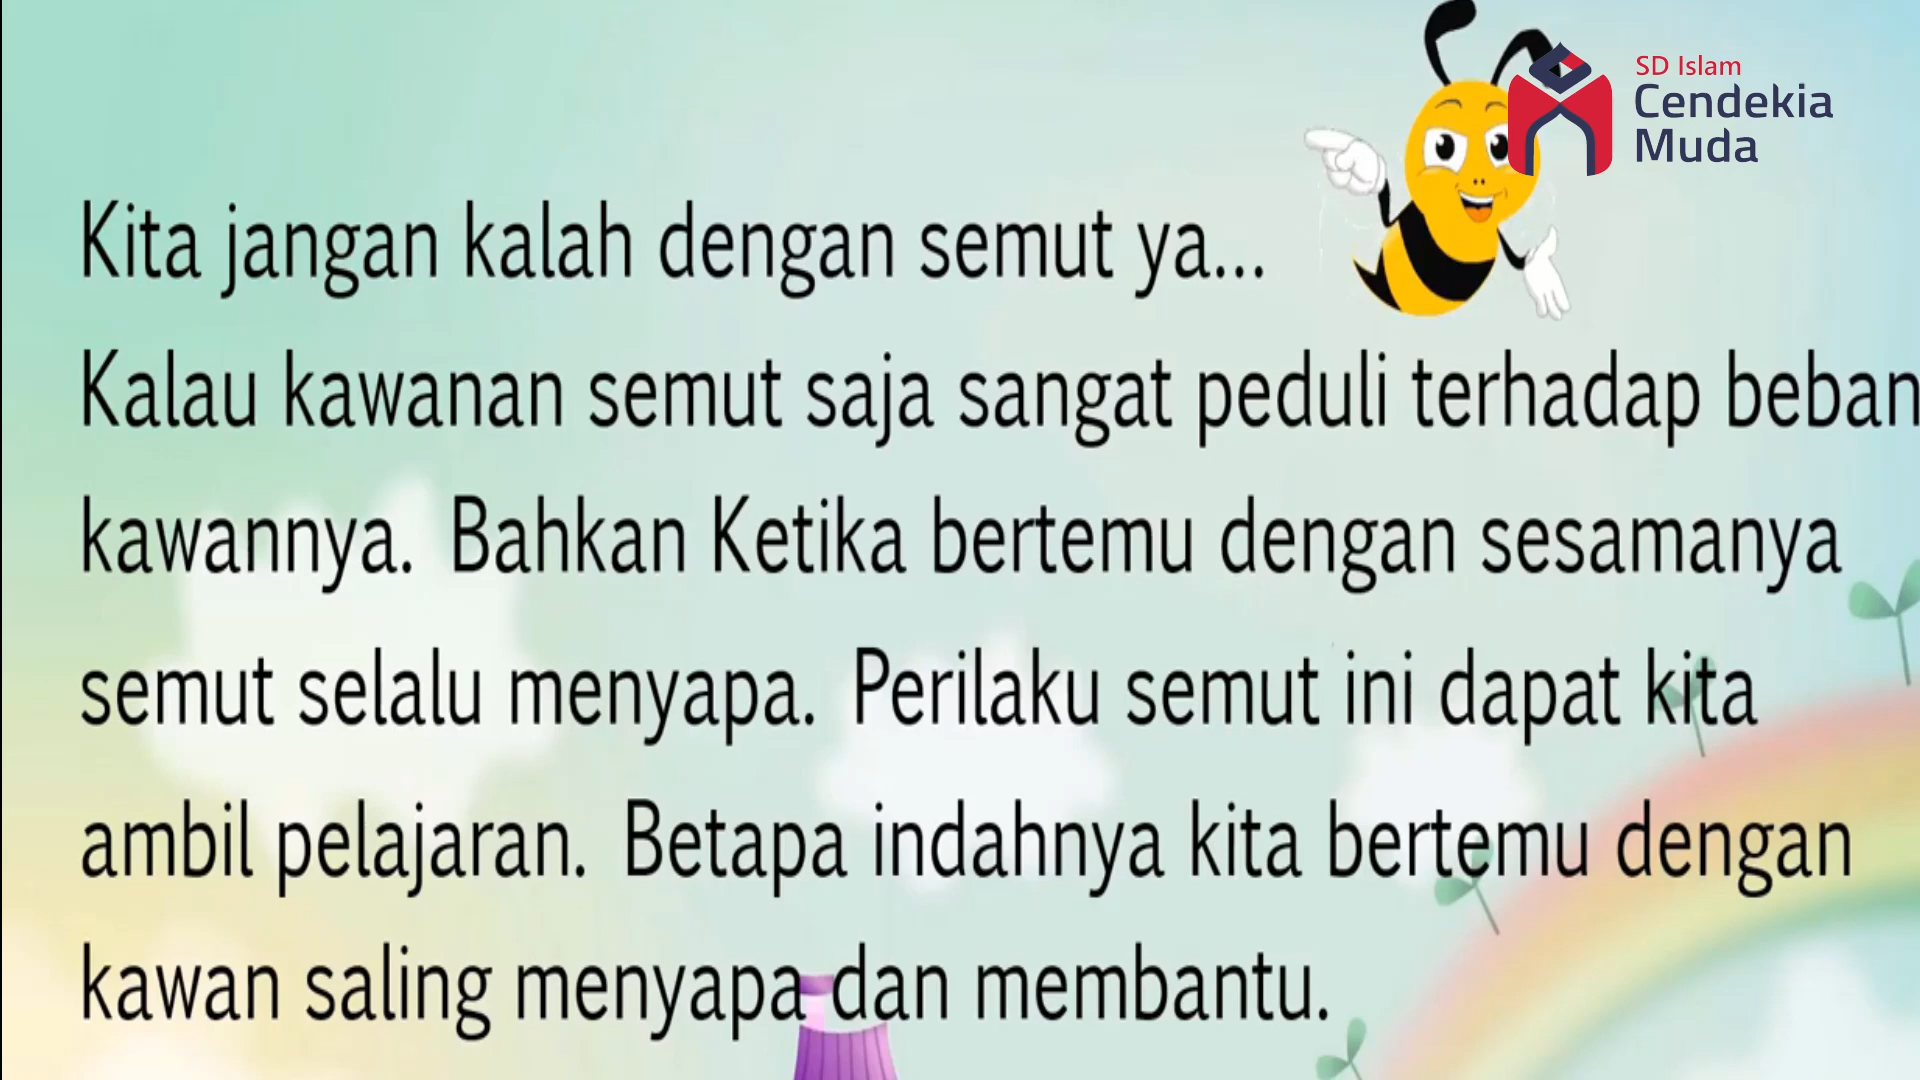 SD Islam
Cendekia
Muda
Kita jangan kalah dengan semut ya...
Kalau kawanan semut saja sangat peduli terhadap beban
kawannya. Bahkan Ketika bertemu dengan sesamanya
semut selalu menyapa. Perilaku semut ini dapat kita
ambil pelajaran. Betapa indahnya kita bertemu dengan
kawan saling menyapa dan membantu.